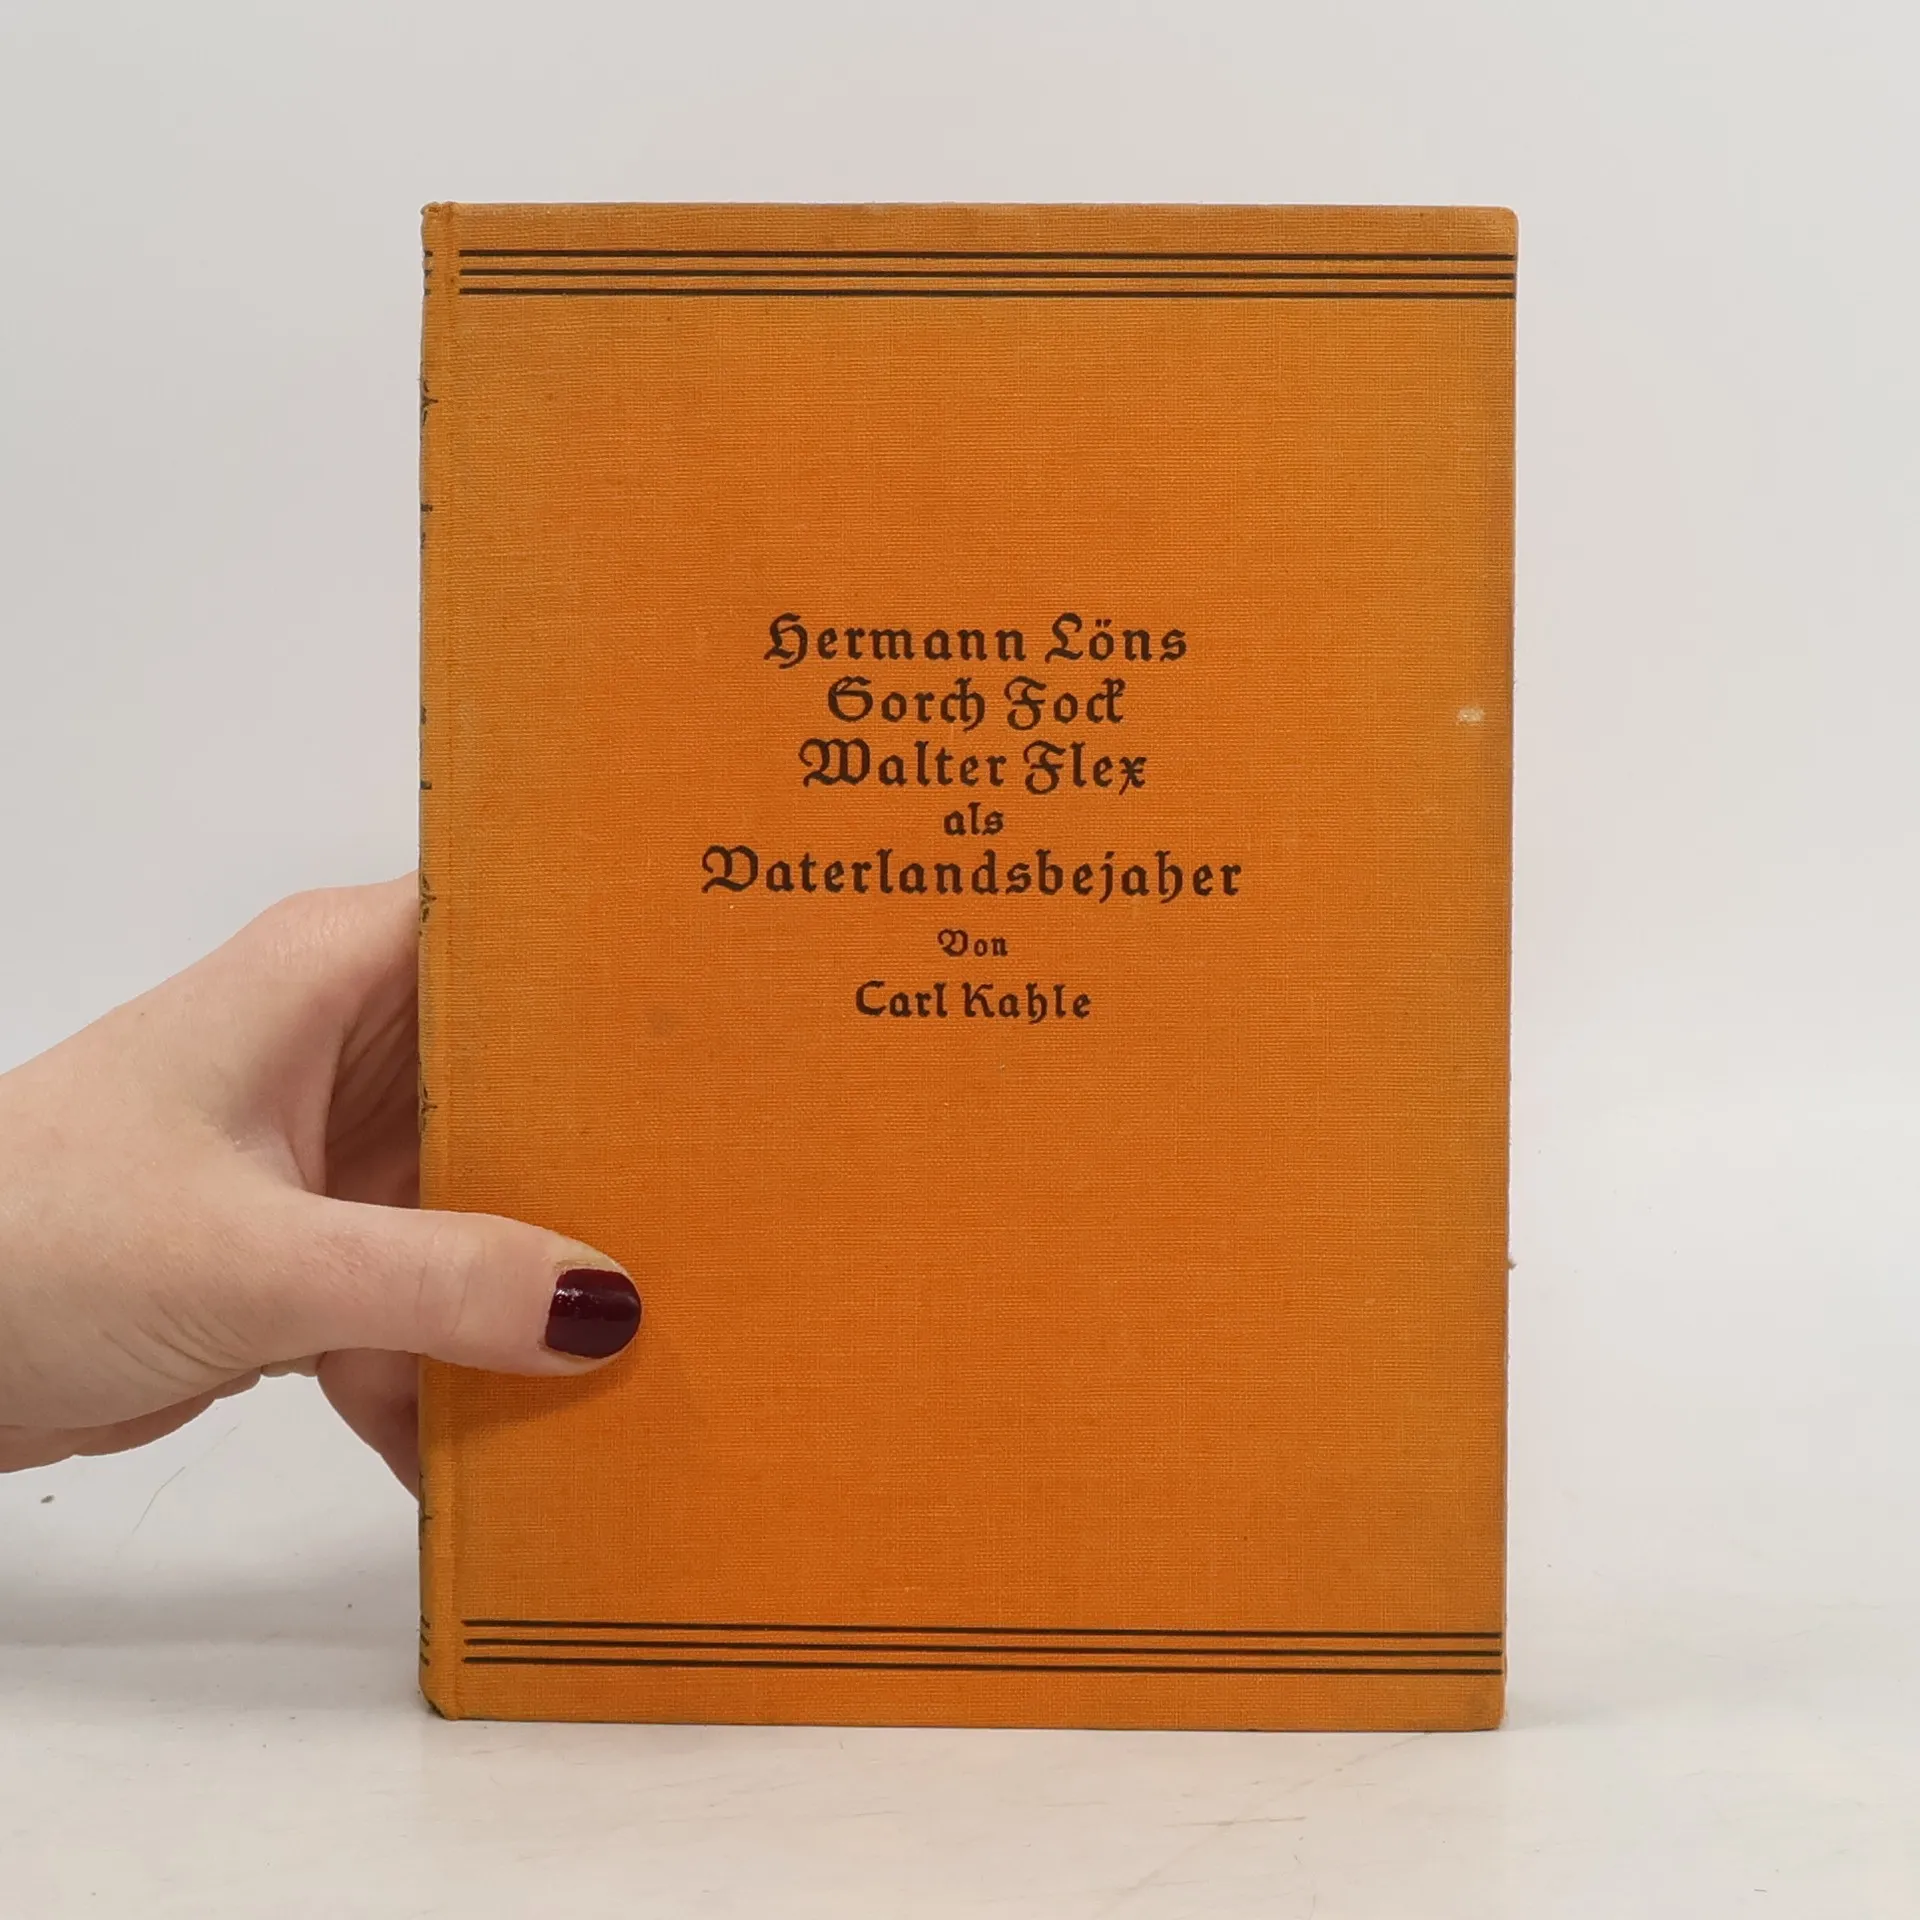 Hermann Löns
Gorch Fock
Walter Flex
als
Vaterlandsbejaher
Von
Carl Kahle